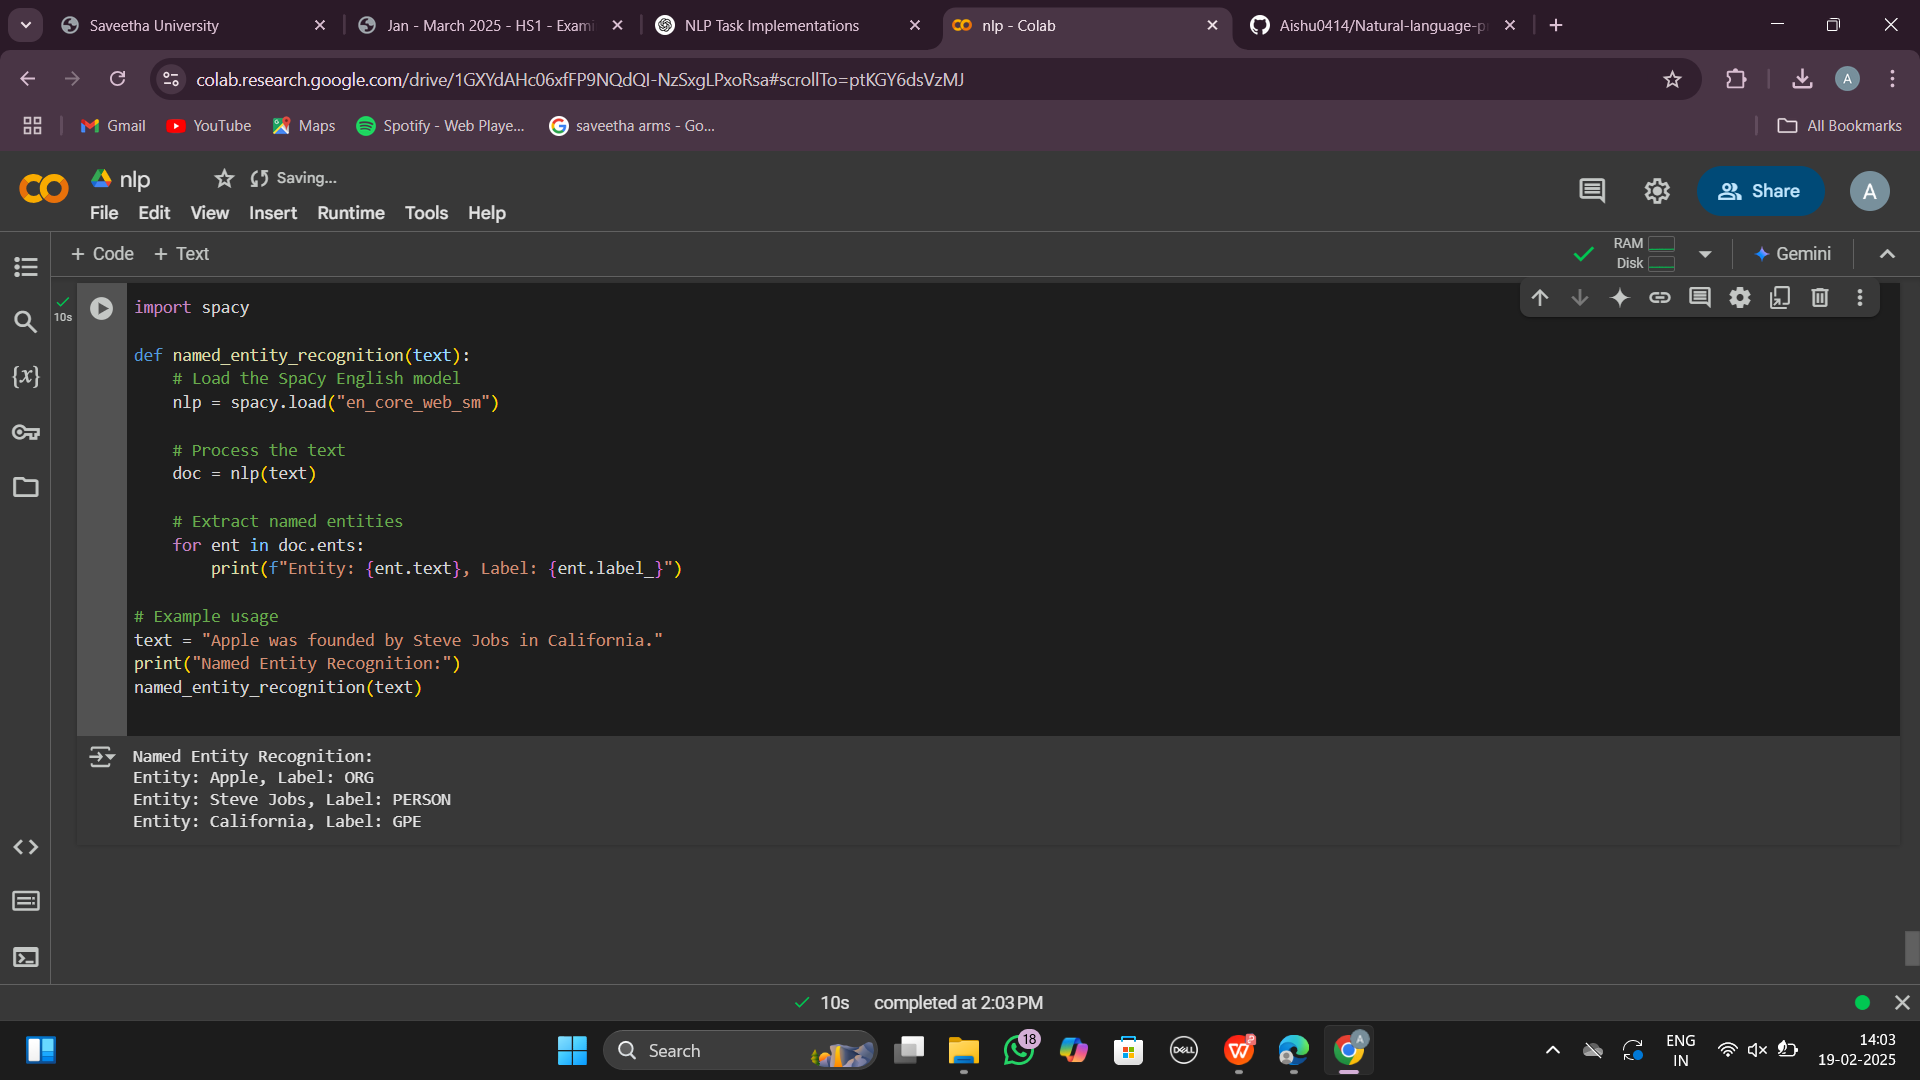 Saveetha University
Jan - March 2025 - HS1 - Exami
NLP Task Implementations
nlp - Colab
Aishu0414/Natural-language-p
colab.research.google.com/drive/1GXYdAHc06xfFP9NQdQI-NzSxgLPxoRsa#scrollTo=ptKGY6dsVzMJ
A
Gmail
YouTube
Maps
Spotify - Web Playe...
saveetha arms - Go...
All Bookmarks
nlp
Saving...
File Edit View Insert Runtime Tools Help
Share
A
+ Code + Text
RAM
Disk
Gemini
10s
import spacy
def named_entity_recognition(text):
# Load the SpaCy English model
nlp = spacy.load("en_core_web_sm")
# Process the text
doc = nlp(text)
# Extract named entities
for ent in doc.ents:
print(f"Entity: {ent.text}, Label: {ent.label_}")
# Example usage
text = "Apple was founded by Steve Jobs in California."
print("Named Entity Recognition:")
named_entity_recognition(text)
Named Entity Recognition:
Entity: Apple, Label: ORG
Entity: Steve Jobs, Label: PERSON
Entity: California, Label: GPE
{x}
10s completed at 2:03 PM
Search
18
DELL
W
A
ENG
IN
14:03
19-02-2025